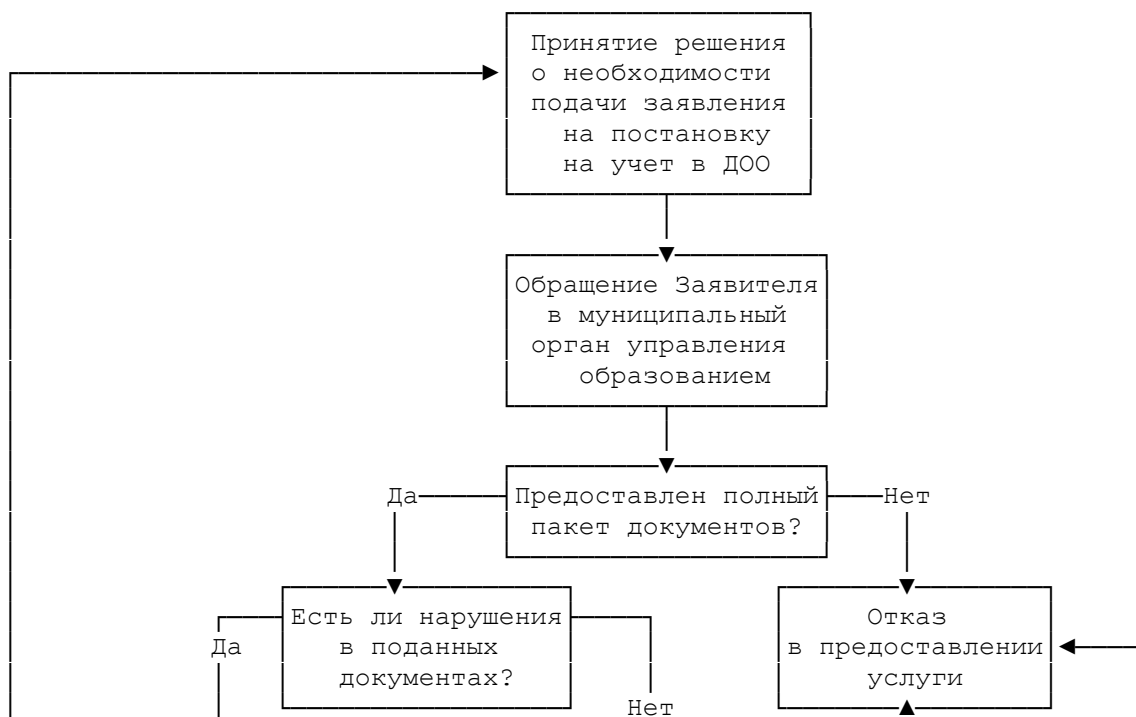 Принятие решения
о необходимости
подачи заявления
на постановку
на учет в ДОО
Обращение Заявителя
в муниципальный
орган управления
образованием
Да
Предоставлен полный
пакет документов?
Нет
Есть ли нарушения
в поданных
документах?
Да
Нет
Отказ
в предоставлении
услуги